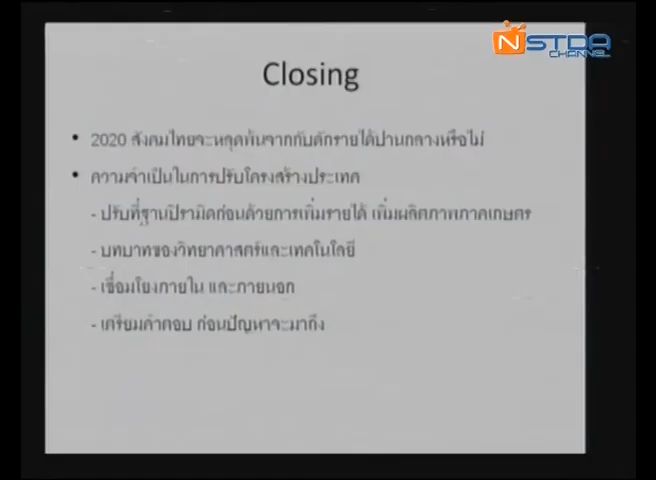 NSTDA
CHANNEL
Closing
• 2020 สังคมไทยจะหลุดพ้นจากกับดักรายได้ปานกลางหรือไม่
• ความจำเป็นในการปรับโครงสร้างประเทศ
- ปรับที่ฐานปิรามิดก่อนด้วยการเพิ่มรายได้ เพิ่มผลิตภาพภาคเกษตร
- บทบาทของวิทยาศาสตร์และเทคโนโลยี
- เชื่อมโยงภายใน และภายนอก
- เตรียมคำตอบ ก่อนปัญหาจะมาถึง